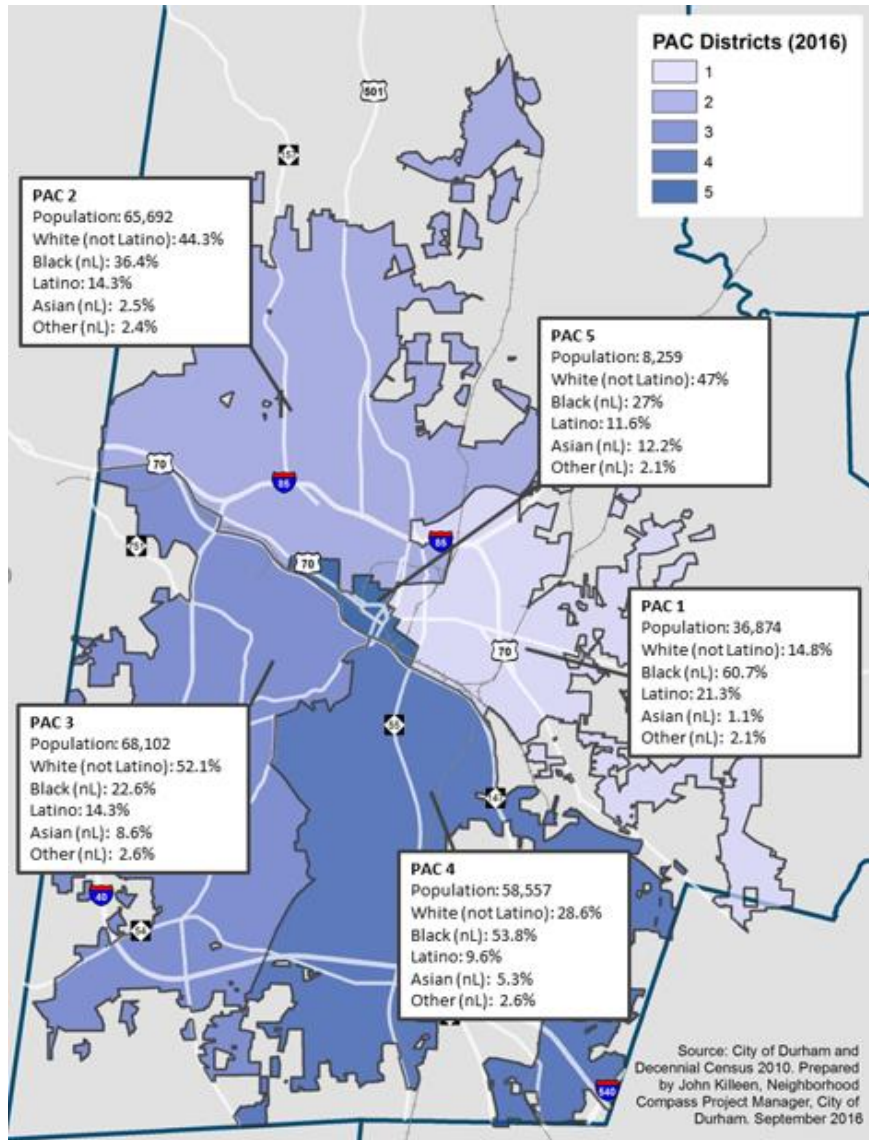 PAC Districts (2016)
1
2
3
4
5
501
157
PAC 2
Population: 65,692
White (not Latino): 44.3%
Black (nL): 36.4%
Latino: 14.3%
Asian (nL): 2.5%
Other (nL): 2.4%
PAC 5
Population: 8,259
White (not Latino): 47%
Black (nL): 27%
Latino: 11.6%
Asian (nL): 12.2%
Other (nL): 2.1%
70
86
86
751
70
PAC 1
Population: 36,874
White (not Latino): 14.8%
Black (nL): 60.7%
Latino: 21.3%
Asian (nL): 1.1%
Other (nL): 2.1%
70
PAC 3
Population: 68,102
White (not Latino): 52.1%
Black (nL): 22.6%
Latino: 14.3%
Asian (nL): 8.6%
Other (nL): 2.6%
55
147
PAC 4
Population: 58,557
White (not Latino): 28.6%
Black (nL): 53.8%
Latino: 9.6%
Asian (nL): 5.3%
Other (nL): 2.6%
40
54
540
Source: City of Durham and
Decennial Census 2010. Prepared
by John Killeen, Neighborhood
Compass Project Manager, City of
Durham. September 2016